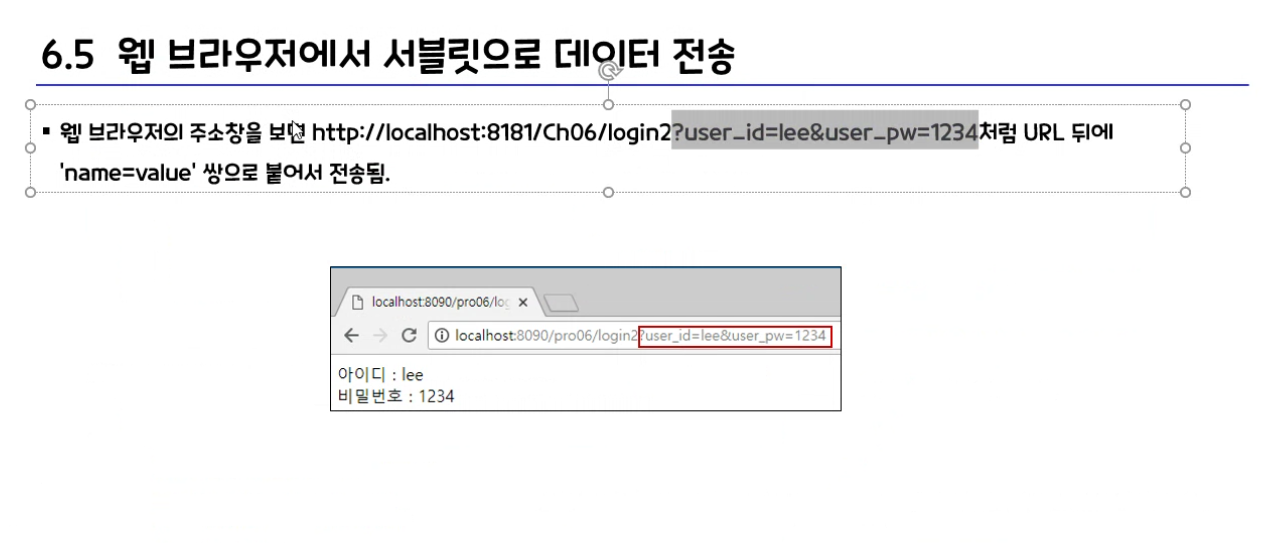 6.5 웹 브라우저에서 서블릿으로 데이터 전송
▪ 웹 브라우저의 주소창을 보면 http://localhost:8181/Ch06/login2?user_id=lee&user_pw=1234처럼 URL 뒤에
'name=value' 쌍으로 붙어서 전송됨.
localhost:8090/pro06/log
localhost:8090/pro06/login2?user_id=lee&user_pw=1234
아이디 : lee
비밀번호 : 1234